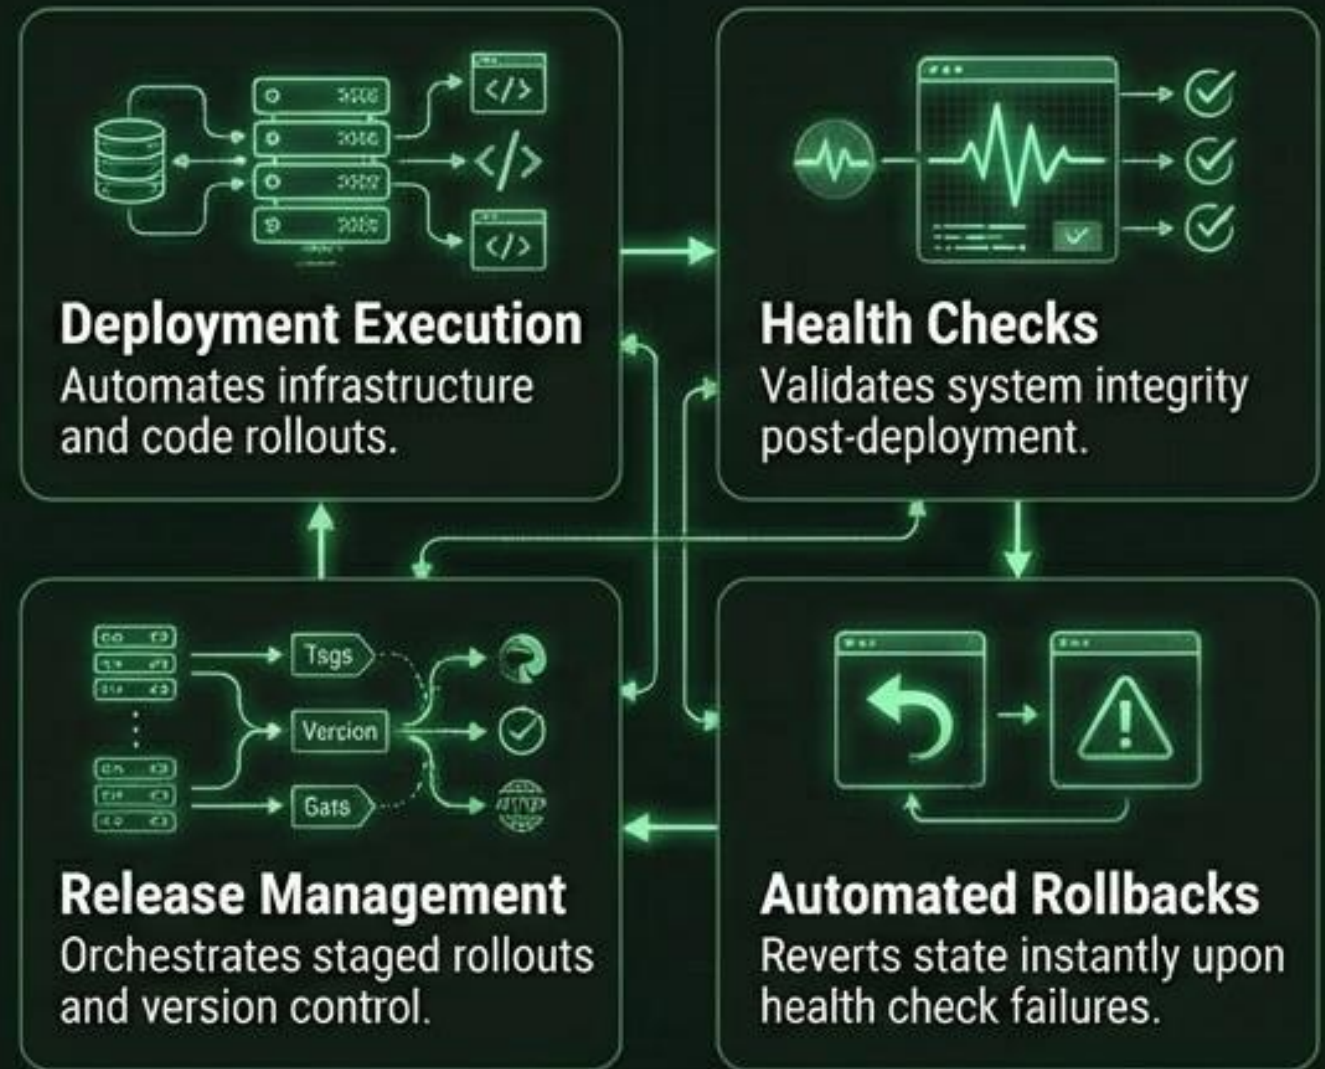 Deployment Execution
Automates infrastructure
and code rollouts.
Health Checks
Validates system integrity
post-deployment.
Tsgs
Vercion
Gats
Release Management
Orchestrates staged rollouts
and version control.
Automated Rollbacks
Reverts state instantly upon
health check failures.